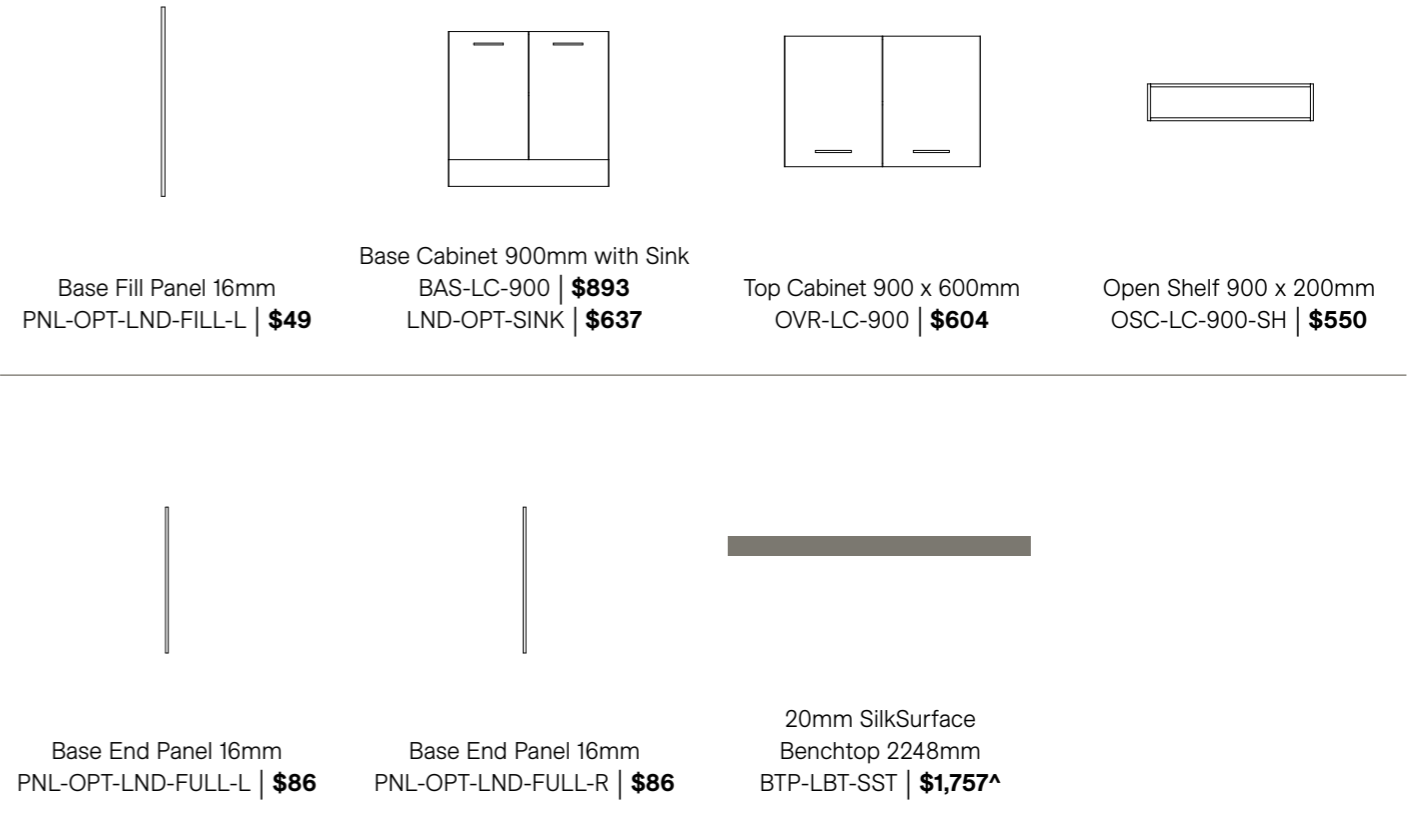 Base Fill Panel 16mm
PNL-OPT-LND-FILL-L | $49
Base Cabinet 900mm with Sink
BAS-LC-900 | $893
LND-OPT-SINK | $637
Top Cabinet 900 x 600mm
OVR-LC-900 | $604
Open Shelf 900 x 200mm
OSC-LC-900-SH | $550
Base End Panel 16mm
PNL-OPT-LND-FULL-L | $86
Base End Panel 16mm
PNL-OPT-LND-FULL-R | $86
20mm SilkSurface
Benchtop 2248mm
BTP-LBT-SST | $1,757^